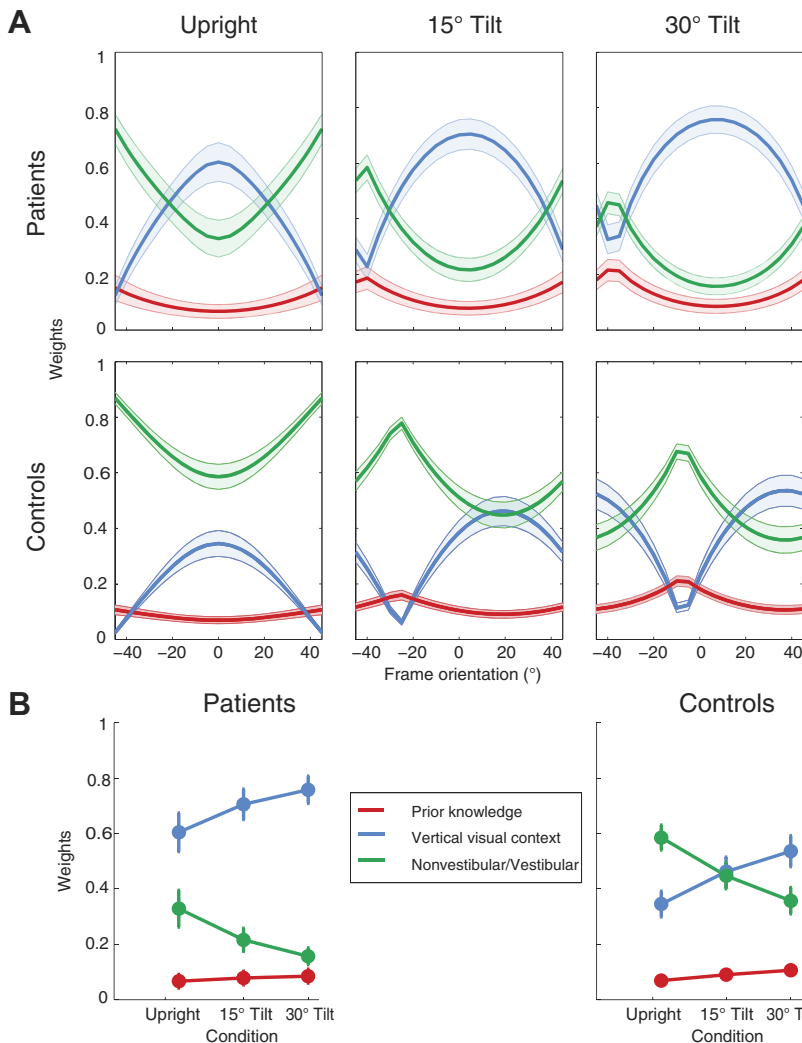 A
Upright
15° Tilt
30° Tilt
Patients
Weights
1
0.8
0.6
0.4
0.2
0
Controls
1
0.8
0.6
0.4
0.2
0
−40 −20 0 20 40
−40 −20 0 20 40
−40 −20 0 20 40
Frame orientation (°)
B
Patients
Controls
Weights
1
0.8
0.6
0.4
0.2
0
Upright 15° Tilt 30° Tilt
Condition
Prior knowledge
Vertical visual context
Nonvestibular/Vestibular
Upright 15° Tilt 30° T
Condition